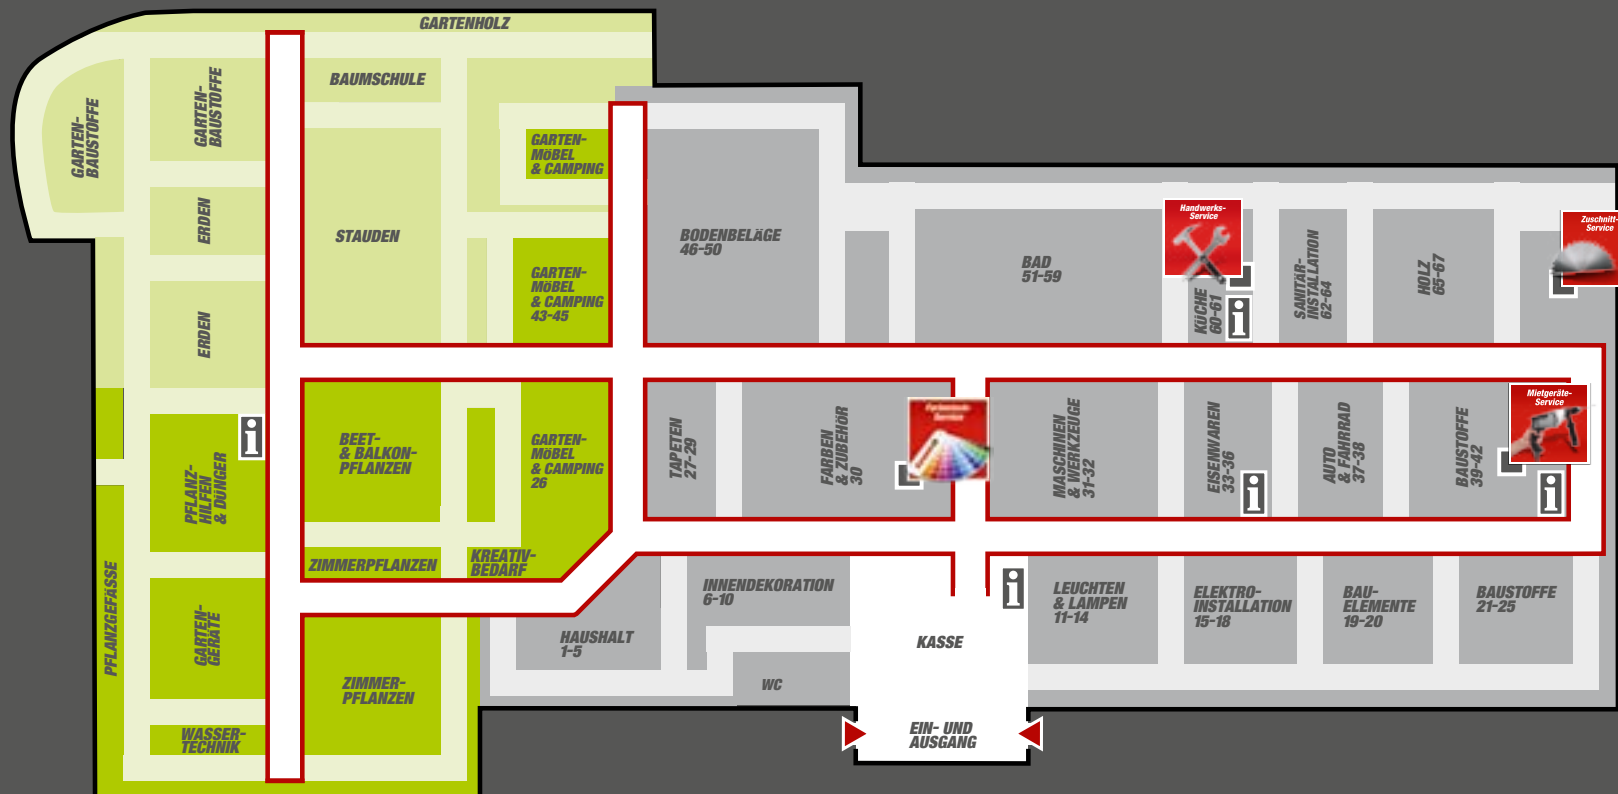 GARTENHOLZ
GARTEN-
BAUSTOFFE
GARTEN-
BAUSTOFFE
BAUMSCHULE
GARTEN-
MÖBEL
& CAMPING
ERDEN
STAUDEN
BODENBELÄGE
46-50
BAD
51-59
Handwerks-
Service
KÜCHE
60-61
i
SANITÄR-
INSTALLATION
62-64
HOLZ
65-67
Zuschnitt-
Service
GARTEN-
MÖBEL
& CAMPING
43-45
ERDEN
i
PFLANZ-
HILFEN
& DÜNGER
BEET-
& BALKON-
PFLANZEN
GARTEN-
MÖBEL
& CAMPING
26
TAPETEN
27-29
FARBEN
& ZUBEHÖR
30
Service
MASCHINEN
& WERKZEUGE
31-32
EISENWAREN
33-36
i
AUTO
& FAHRRAD
37-38
BAUSTOFFE
39-42
Mietgeräte-
Service
i
PFLANZGEFÄSSE
ZIMMERPFLANZEN
KREATIV-
BEDARF
GARTEN-
GERÄTE
HAUSHALT
1-5
INNENDEKORATION
6-10
i
LEUCHTEN
& LAMPEN
11-14
ELEKTRO-
INSTALLATION
15-18
BAU-
ELEMENTE
19-20
BAUSTOFFE
21-25
KASSE
ZIMMER-
PFLANZEN
WC
WASSER-
TECHNIK
EIN- UND
AUSGANG